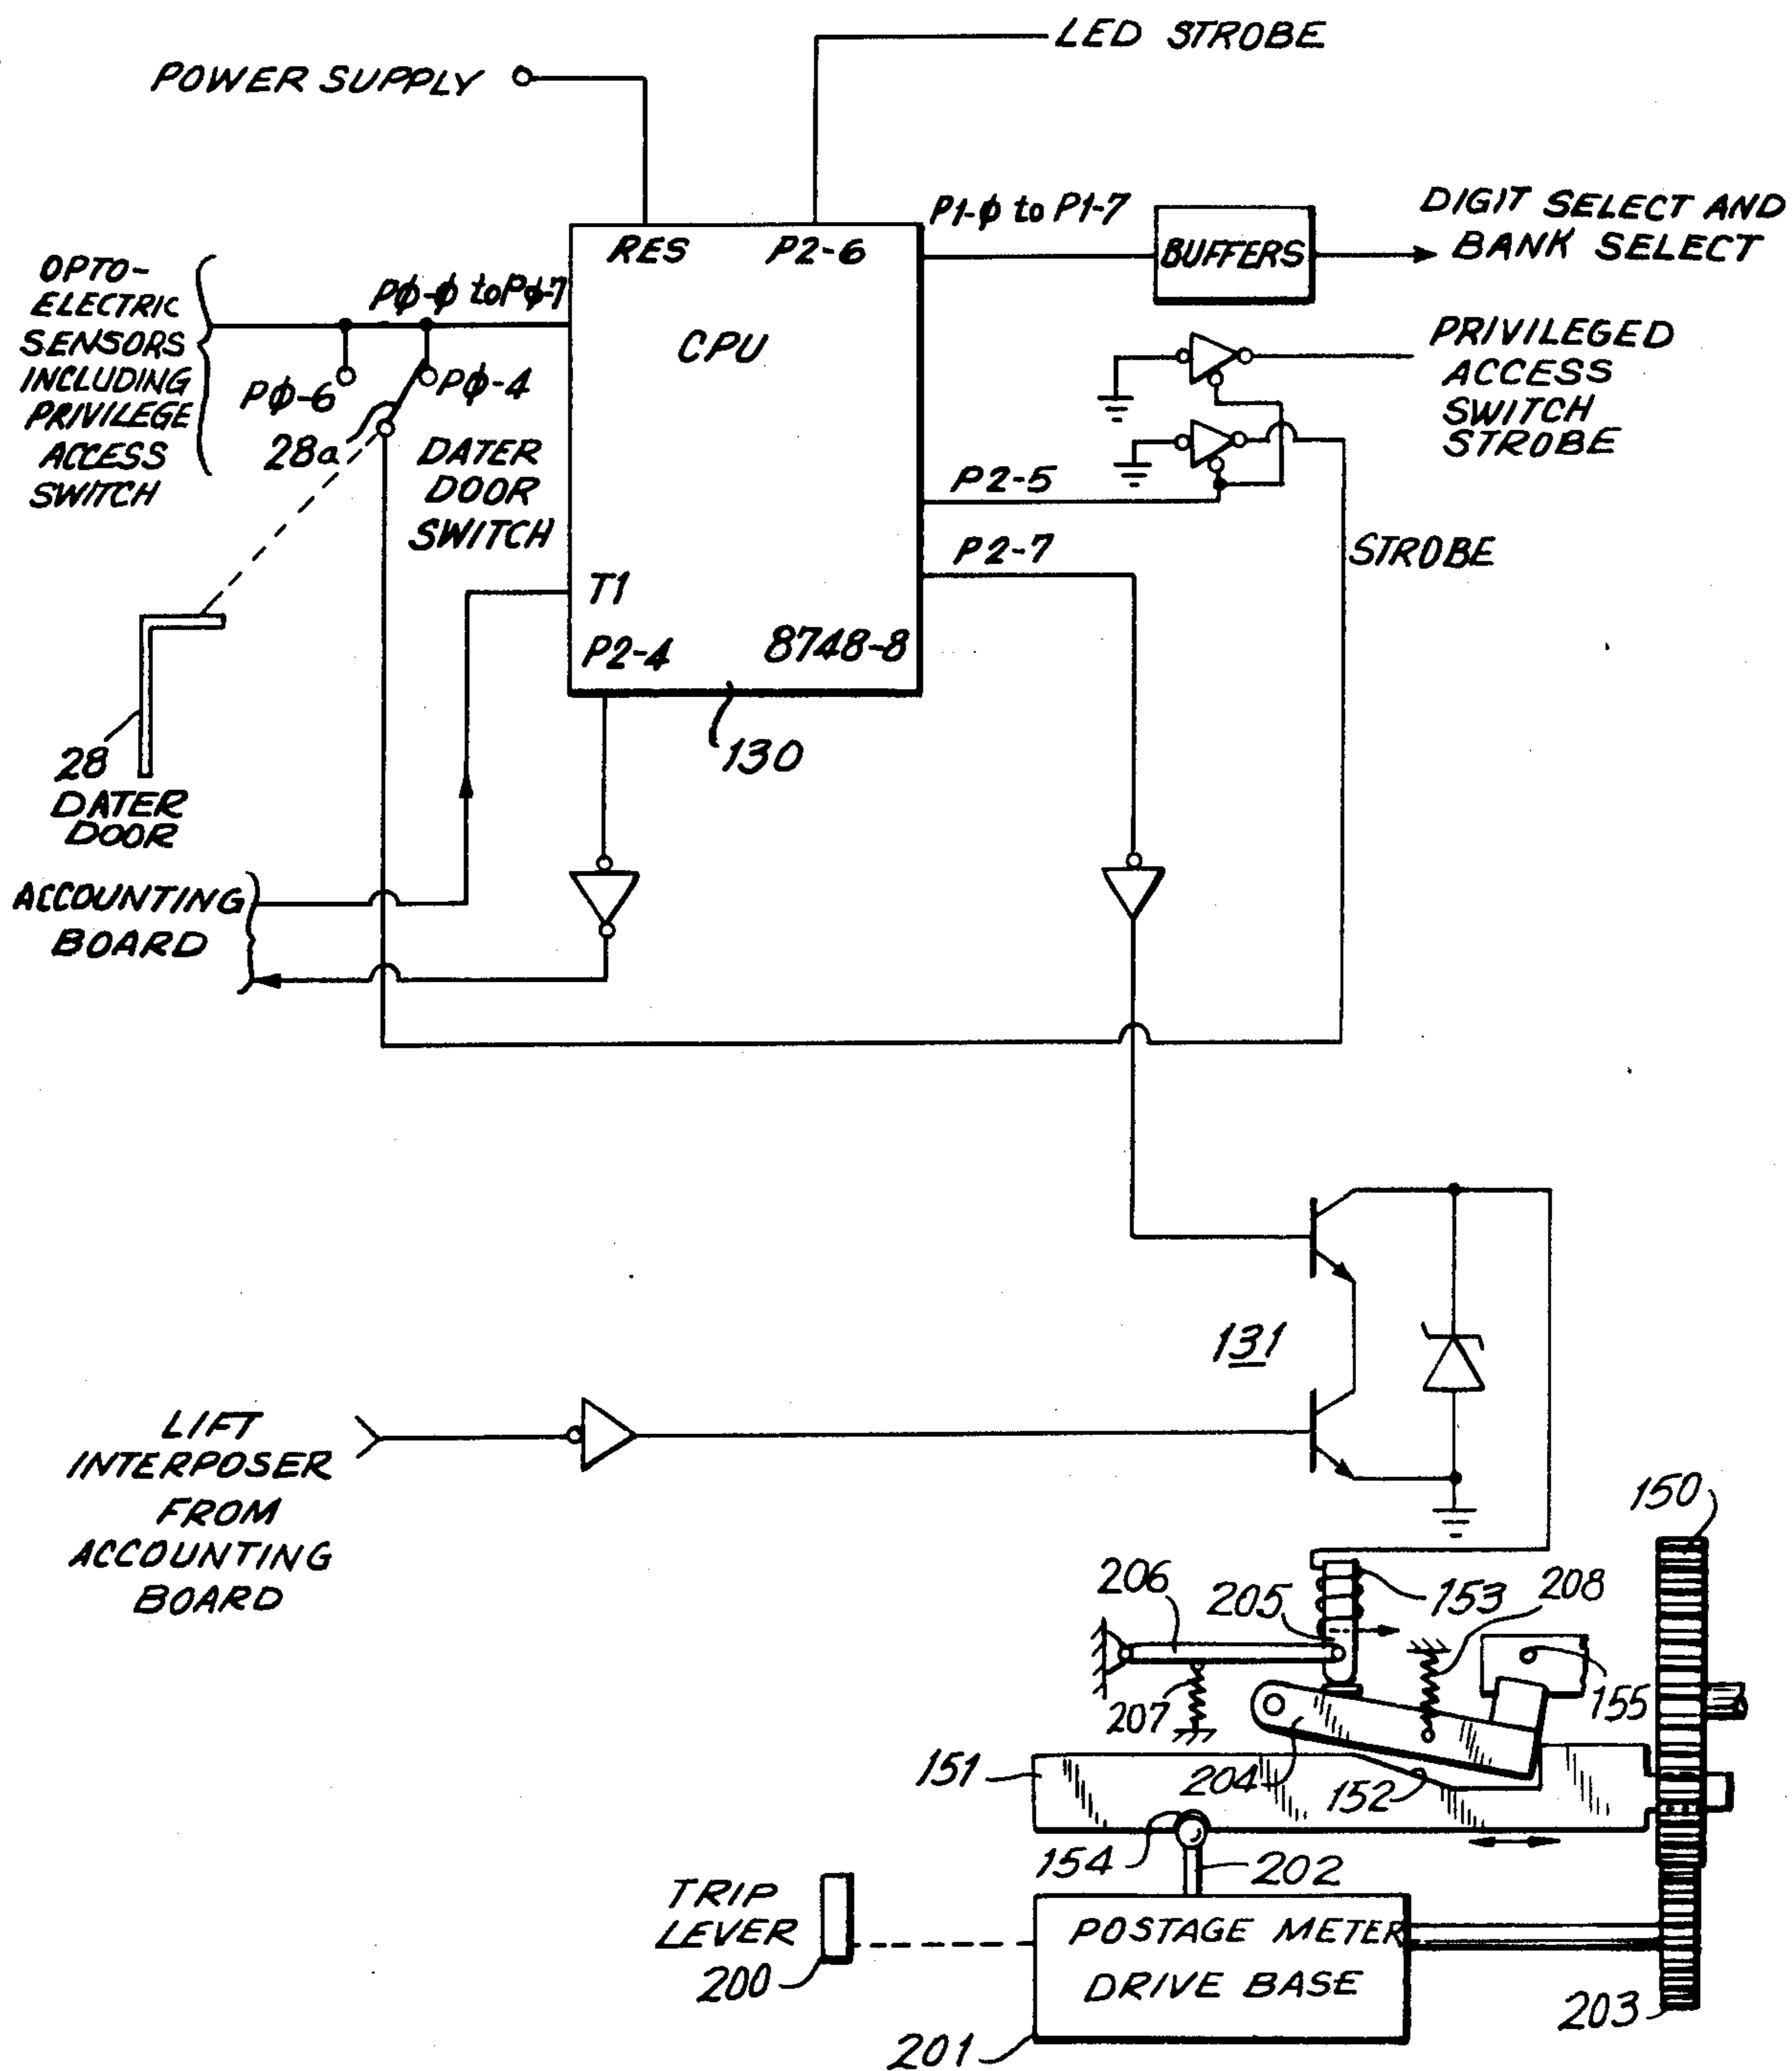 LED STROBE
POWER SUPPLY
RES
P2-6
P1-ϕ to P1-7
BUFFERS
DIGIT SELECT AND
BANK SELECT
OPTO-
ELECTRIC
SENSORS
INCLUDING
PRIVILEGE
ACCESS
SWITCH
Pϕ-ϕ to Pϕ-7
CPU
Pϕ-6
Pϕ-4
28a
DATER
DOOR
SWITCH
PRIVILEGED
ACCESS
SWITCH
STROBE
P2-5
P2-7
STROBE
T1
P2-4
8748-8
130
28
DATER
DOOR
ACCOUNTING
BOARD
131
LIFT
INTERPOSER
FROM
ACCOUNTING
BOARD
150
206
205
153
208
207
155
151
204
152
154
202
TRIP
LEVER
200
POSTAGE METER
DRIVE BASE
201
203